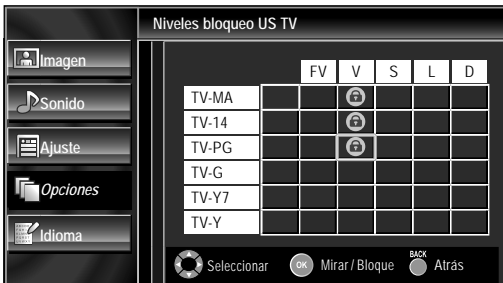 Niveles bloqueo US TV
Imagen
Sonido
Ajuste
Opciones
Idioma
FV V S L D
TV-MA
TV-14
TV-PG
TV-G
TV-Y7
TV-Y
Seleccionar OK Mirar / Bloque BACK Atrás